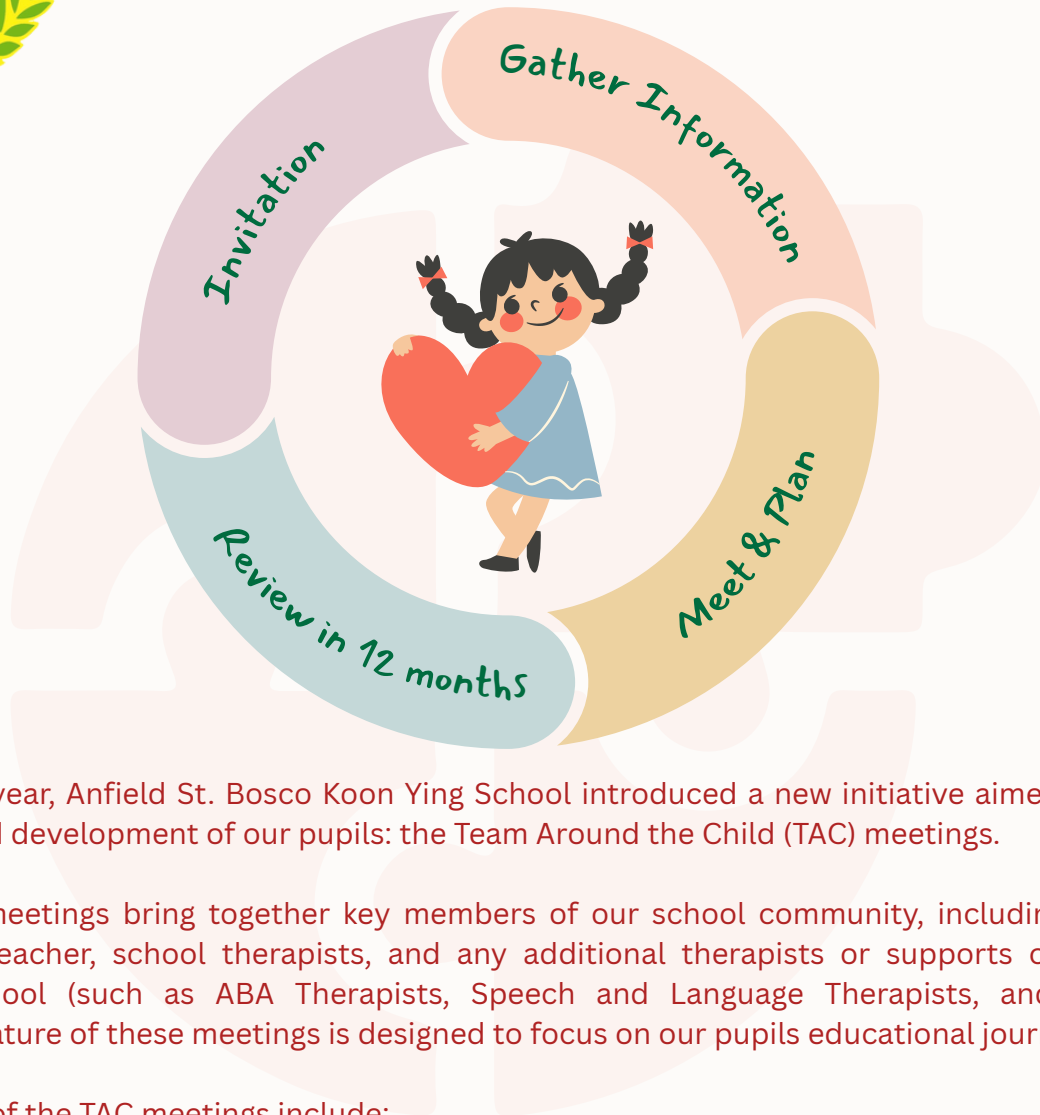 Gather Information
Invitation
Meet & Plan
Review in 12 months
year, Anfield St. Bosco Koon Ying School introduced a new initiative aime
development of our pupils: the Team Around the Child (TAC) meetings.
meetings bring together key members of our school community, includin
eacher, school therapists, and any additional therapists or supports o
ool (such as ABA Therapists, Speech and Language Therapists, and
ature of these meetings is designed to focus on our pupils educational jour
of the TAC meetings include: